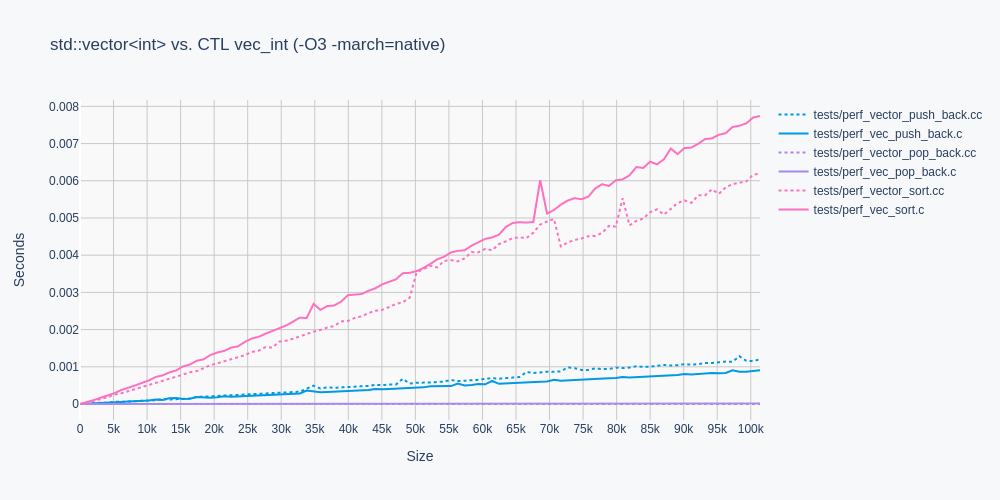 std::vector<int> vs. CTL vec_int (-O3 -march=native)
0.008
0.007
0.006
0.005
0.004
0.003
0.002
0.001
0
Seconds
0 5k 10k 15k 20k 25k 30k 35k 40k 45k 50k 55k 60k 65k 70k 75k 80k 85k 90k 95k 100k
Size
tests/perf_vector_push_back.cc
tests/perf_vec_push_back.c
tests/perf_vector_pop_back.cc
tests/perf_vec_pop_back.c
tests/perf_vector_sort.cc
tests/perf_vec_sort.c